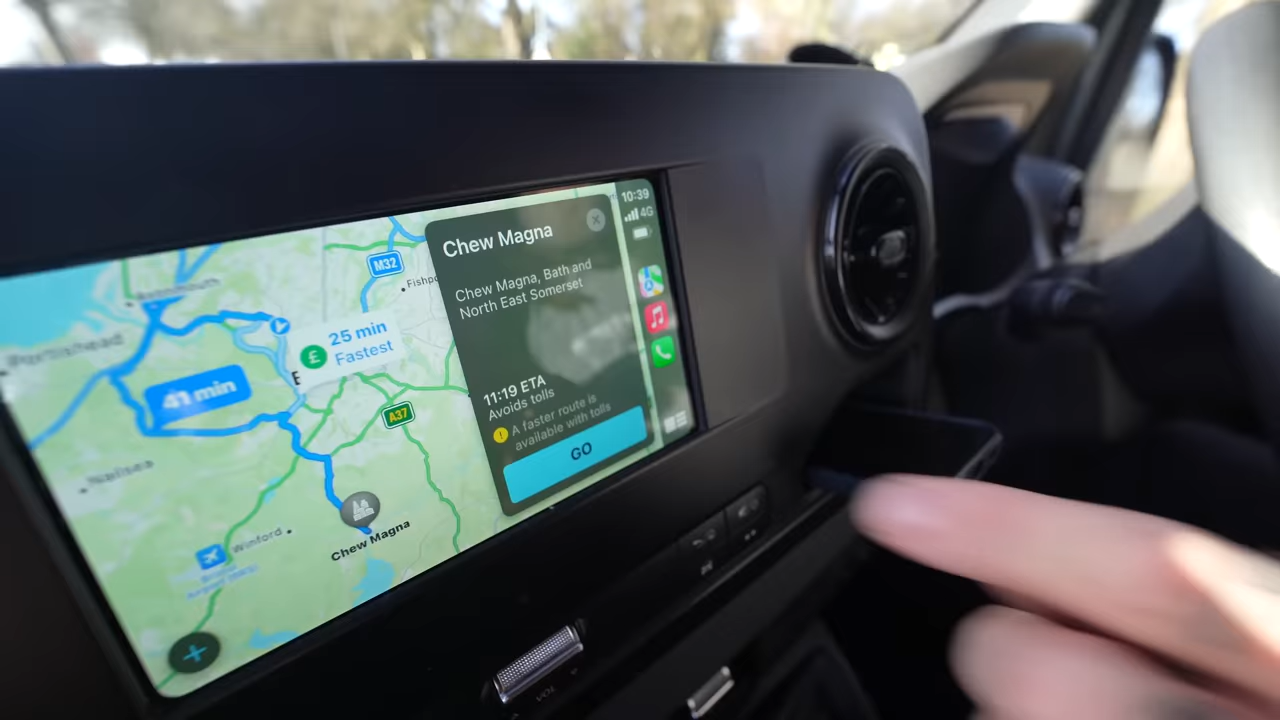 Chew Magna
Chew Magna, Bath and
North East Somerset
11:19 ETA
Avoids tolls
A faster route is
available with tolls
GO
10:39
4G
M32
25 min
Fastest
£
41 min
A37
Portishead
Nailsea
Winford
Chew Magna
VOL